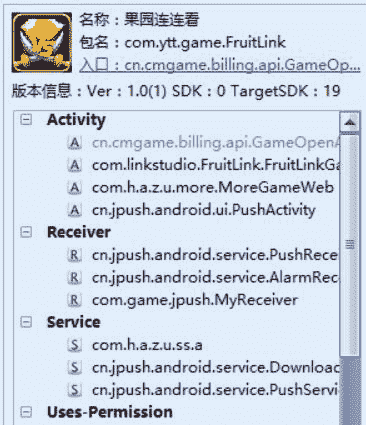 名称：果园连连看
包名：com.ytt.game.FruitLink
入口：cn.cmgame.billing.api.GameOp...
版本信息：Ver：1.0(1) SDK：0 TargetSDK：19
Activity
A cn.cmgame.billing.api.GameOpenA
A com.linkstudio.FruitLink.FruitLinkGa
A com.h.a.z.u.more.MoreGameWeb
A cn.jpush.android.ui.PushActivity
Receiver
R cn.jpush.android.service.PushRece
R cn.jpush.android.service.AlarmRec
R com.game.jpush.MyReceiver
Service
S com.h.a.z.u.ss.a
S cn.jpush.android.service.Downloac
S cn.jpush.android.service.PushServi
Uses-Permission